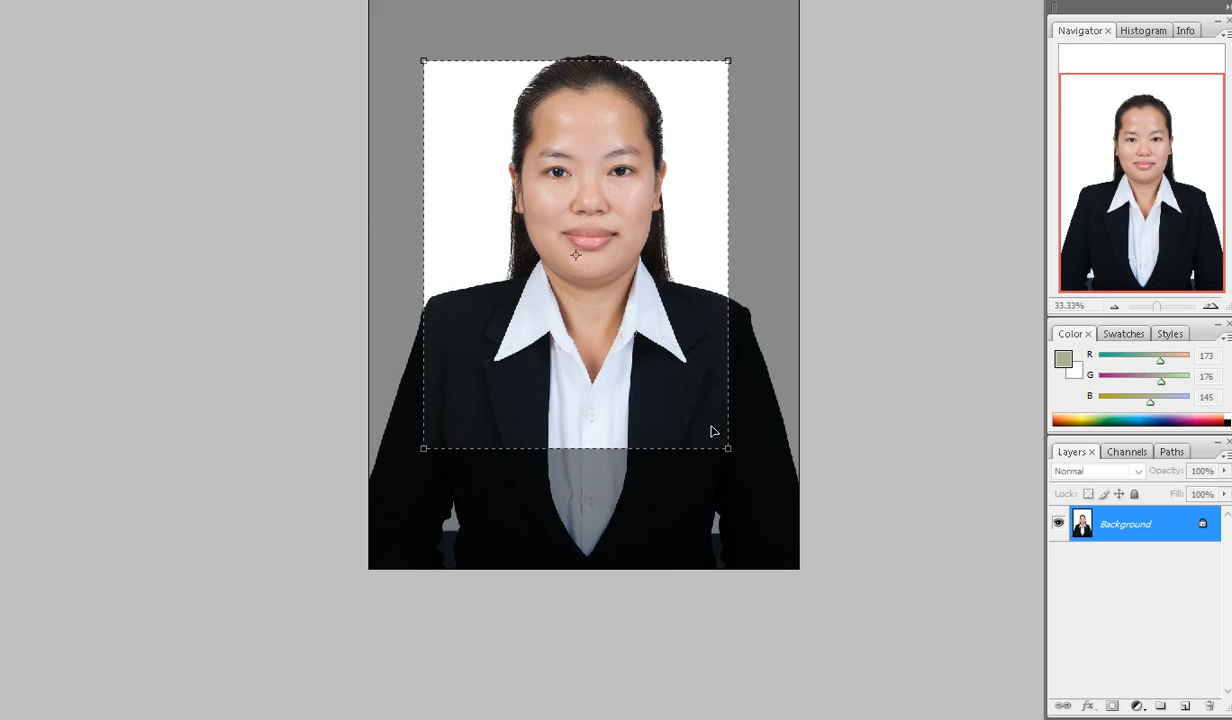 Navigator × Histogram Info
33.33%
Color × Swatches Styles
R 173
G 176
B 145
Layers × Channels Paths
Normal Opacity: 100%
Lock: Fill: 100%
Background